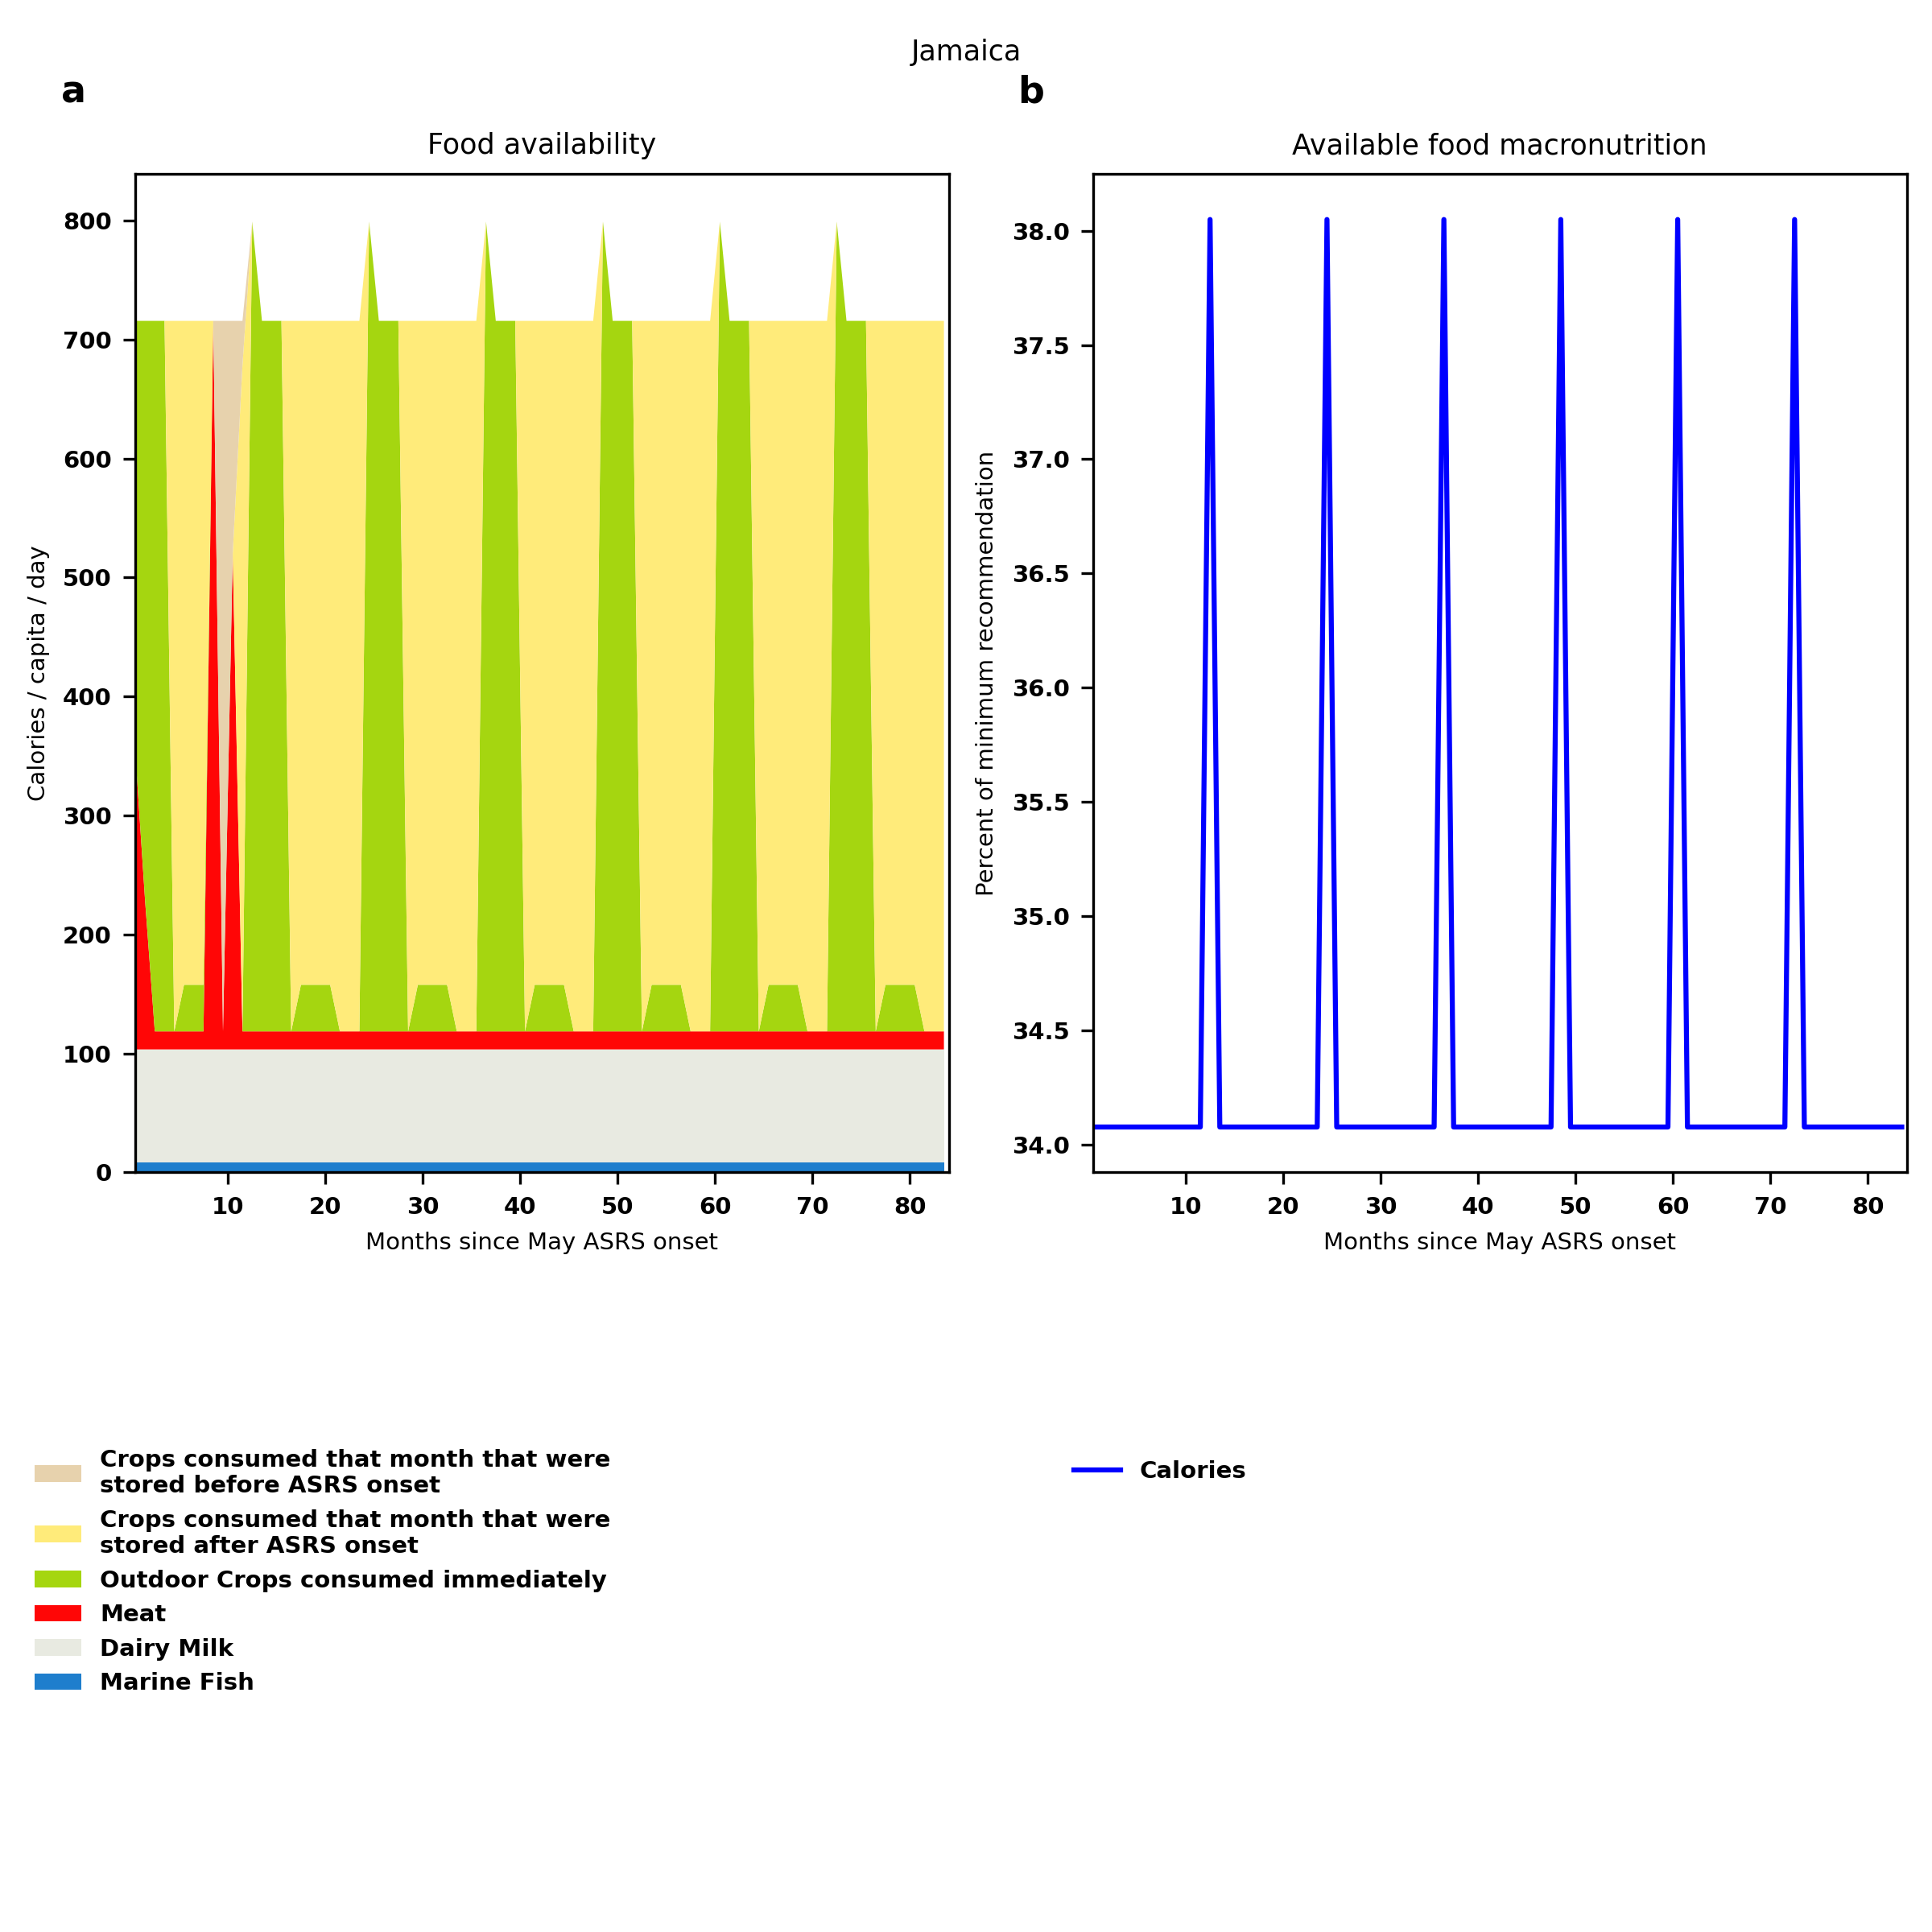 Jamaica
a
b
Food availability
Available food macronutrition
Calories / capita / day
800
700
600
500
400
300
200
100
0
10 20 30 40 50 60 70 80
Months since May ASRS onset
Percent of minimum recommendation
38.0
37.5
37.0
36.5
36.0
35.5
35.0
34.5
34.0
10 20 30 40 50 60 70 80
Months since May ASRS onset
Crops consumed that month that were
stored before ASRS onset
Crops consumed that month that were
stored after ASRS onset
Outdoor Crops consumed immediately
Meat
Dairy Milk
Marine Fish
Calories